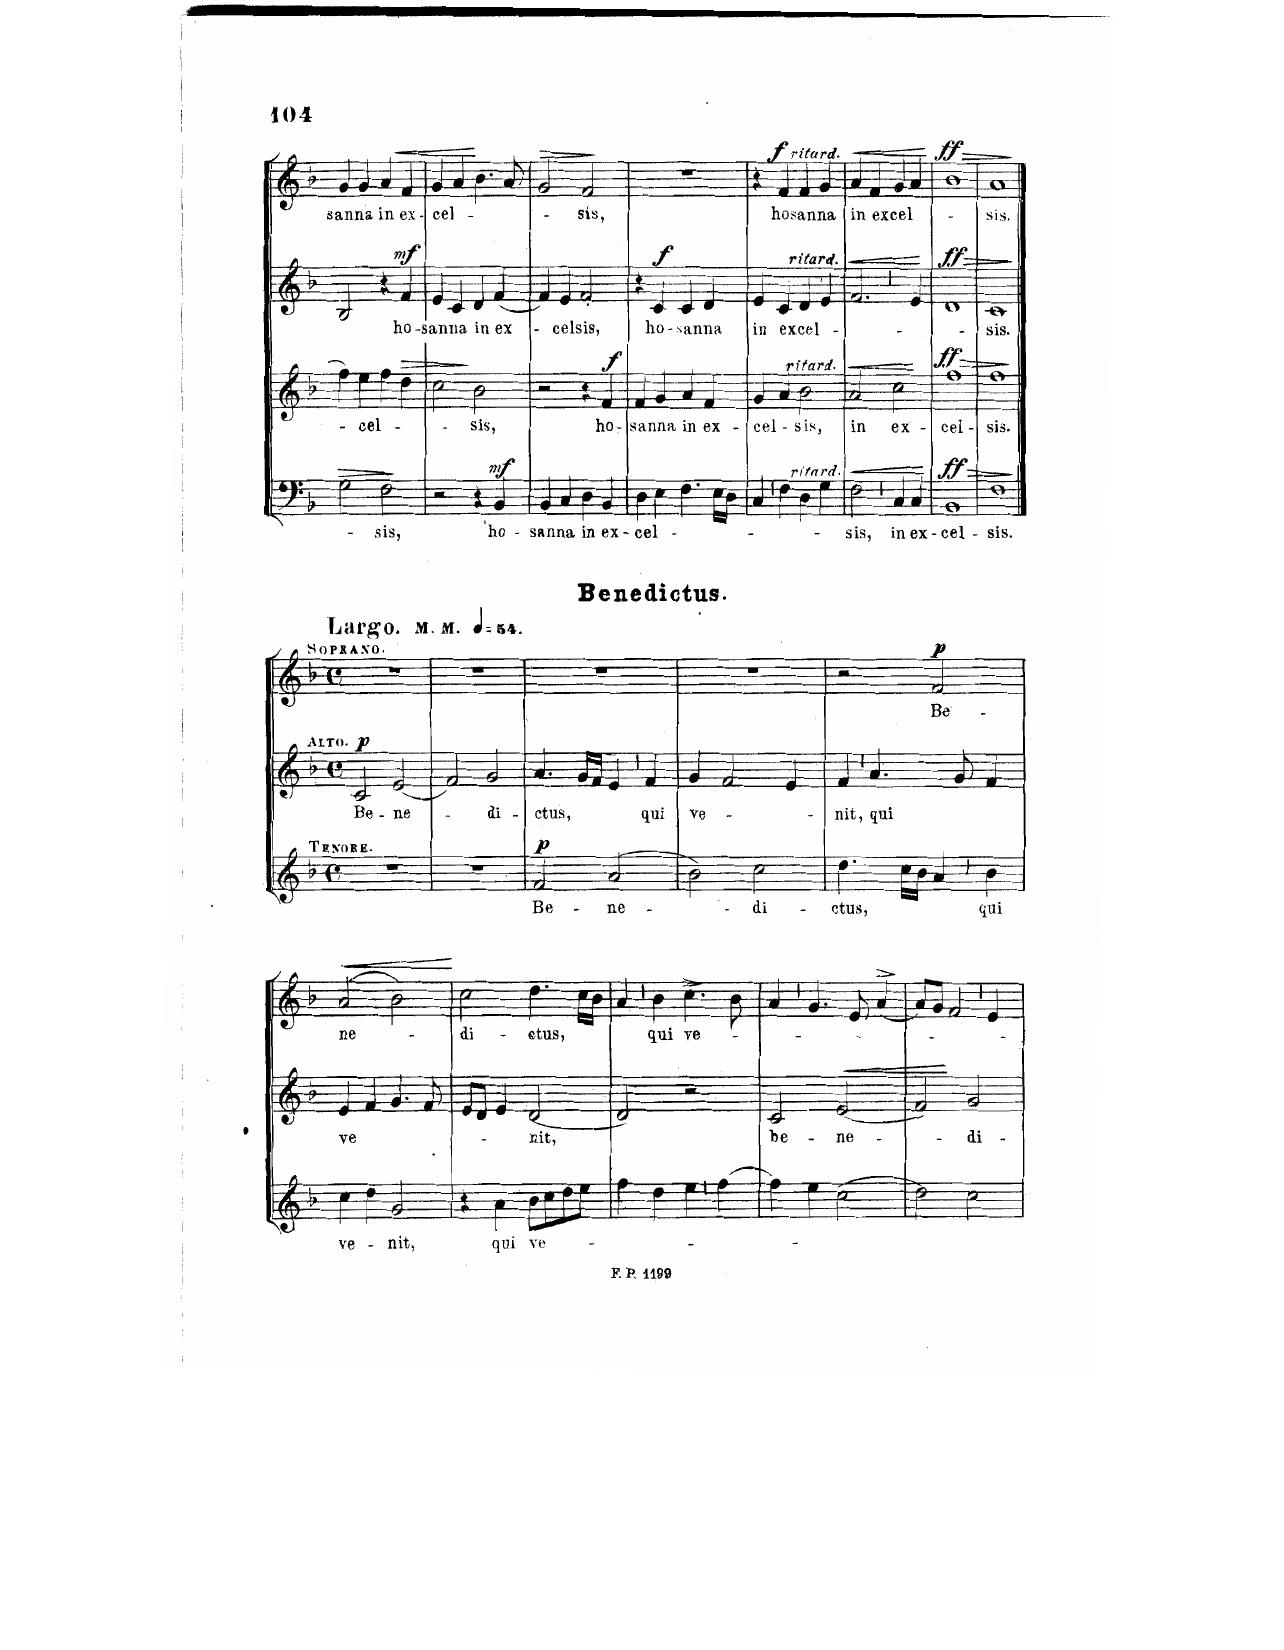 104
f ritard. ff
sanna in ex - cel - - sis, hosanna in excel - sis.
mf f ritard. ff
ho - sanna in ex - celsis, ho - sanna in excel - - - sis.
f ritard. ff
- cel - - sis, ho - sanna in ex - cel - sis, in ex - cel - sis.
mf ritard. ff
- sis, ho - sanna in ex - cel - - - sis, in ex - cel - sis.
Benedictus.
Largo. M. M. = 54.
SOPRANO. p
Be -
ALTO. p
Be - ne - di - ctus, qui ve - - nit, qui
TENORE. p
Be - ne - - di - ctus, qui
ne - di - ctus, qui ve - - - - -
ve - nit, be - ne - - di -
ve - nit, qui ve - - -
F. P. 1199